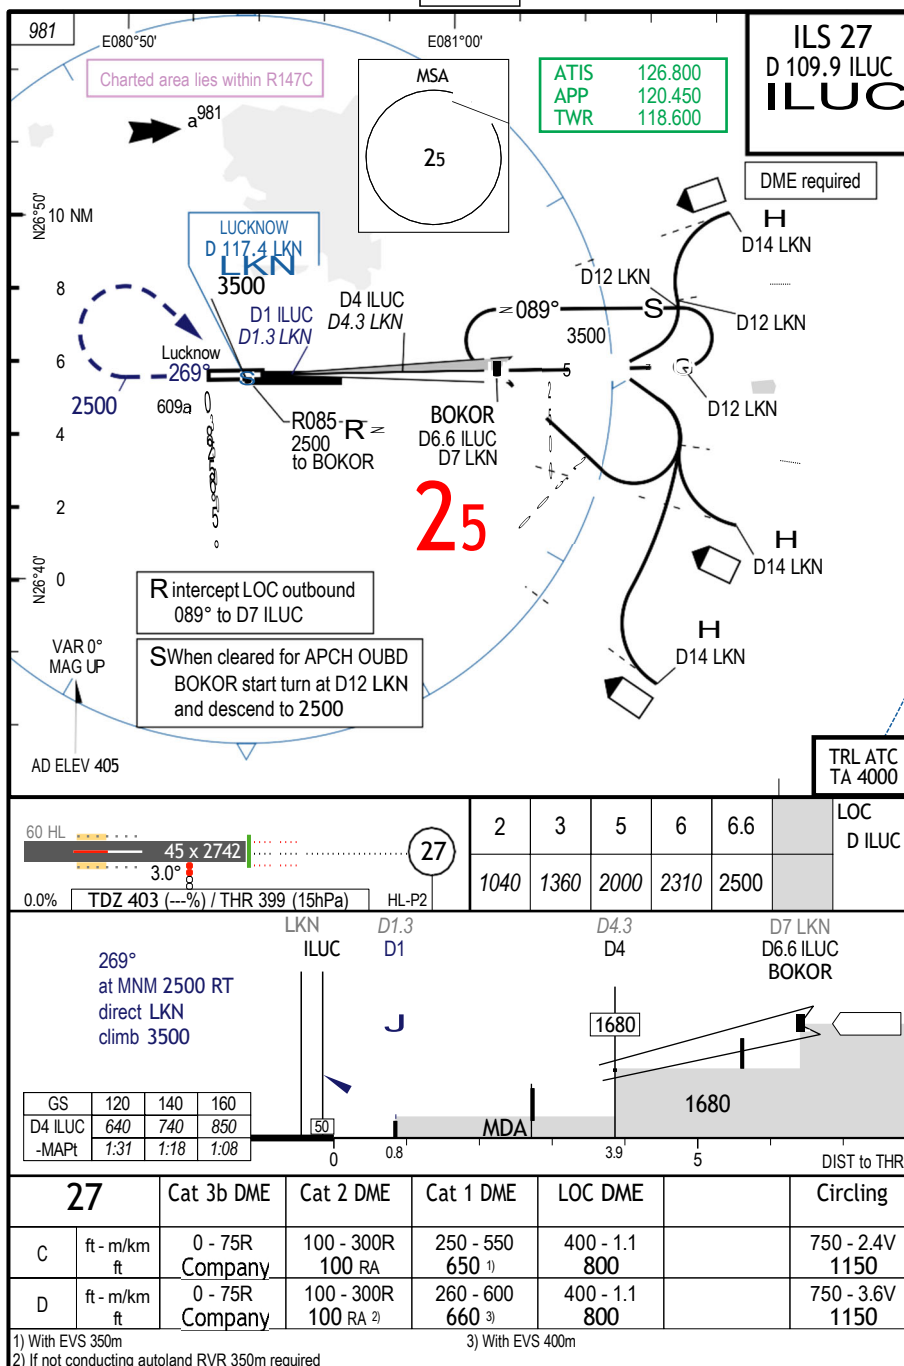 981
E080°50'
E081°00'
ILS 27
D 109.9 ILUC
ILUC
Charted area lies within R147C
MSA
25
ATIS 126.800
APP 120.450
TWR 118.600
a981
DME required
N26°50'
10 NM
H
D14 LKN
LUCKNOW
D 117.4 LKN
LKN
3500
D12 LKN
8
D1 ILUC
D1.3 LKN
D4 ILUC
D4.3 LKN
089°
S
3500
D12 LKN
Lucknow
269°
6
5
2500
609a
D12 LKN
BOKOR
D6.6 ILUC
D7 LKN
R085
2500
to BOKOR
R
4
25
2
H
D14 LKN
N26°40'
0
R intercept LOC outbound
089° to D7 ILUC
H
D14 LKN
VAR 0°
MAG UP
S When cleared for APCH OUBD
BOKOR start turn at D12 LKN
and descend to 2500
AD ELEV 405
TRL ATC
TA 4000
60 HL
45 x 2742
27
3.0°
0.0%
TDZ 403 (---%) / THR 399 (15hPa)
HL-P2
2 3 5 6 6.6 LOC
D ILUC
1040 1360 2000 2310 2500
LKN D1.3 D4.3 D7 LKN
ILUC D1 D4 D6.6 ILUC
BOKOR
269°
at MNM 2500 RT
direct LKN
climb 3500
J
1680
1680
GS 120 140 160
D4 ILUC 640 740 850
-MAPt 1:31 1:18 1:08
50
MDA
0 0.8 3.9 5 DIST to THR
27 Cat 3b DME Cat 2 DME Cat 1 DME LOC DME Circling
C ft - m/km 0 - 75R 100 - 300R 250 - 550 400 - 1.1 750 - 2.4V
ft Company 100 RA 650 1) 800 1150
D ft - m/km 0 - 75R 100 - 300R 260 - 600 400 - 1.1 750 - 3.6V
ft Company 100 RA 2) 660 3) 800 1150
1) With EVS 350m 3) With EVS 400m
2) If not conducting autoland RVR 350m required